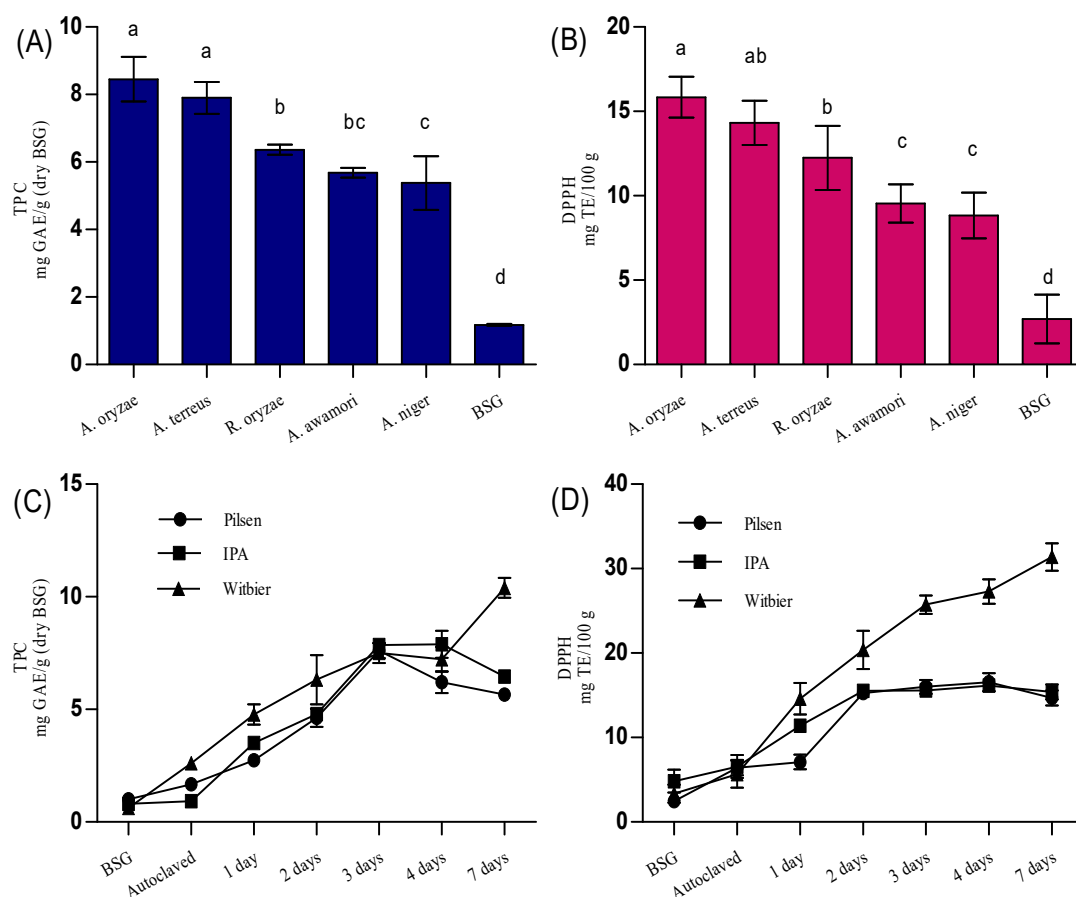 (A)
TPC
mg GAE/g (dry BSG)
10
8
6
4
2
0
a
a
b
bc
c
d
A. oryzae
A. terreus
R. oryzae
A. awamori
A. niger
BSG
(B)
DPPH
mg TE/100 g
20
15
10
5
0
a
ab
b
c
c
d
A. oryzae
A. terreus
R. oryzae
A. awamori
A. niger
BSG
(C)
TPC
mg GAE/g (dry BSG)
15
10
5
0
Pilsen
IPA
Witbier
BSG
Autoclaved
1 day
2 days
3 days
4 days
7 days
(D)
DPPH
mg TE/100 g
40
30
20
10
0
Pilsen
IPA
Witbier
BSG
Autoclaved
1 day
2 days
3 days
4 days
7 days